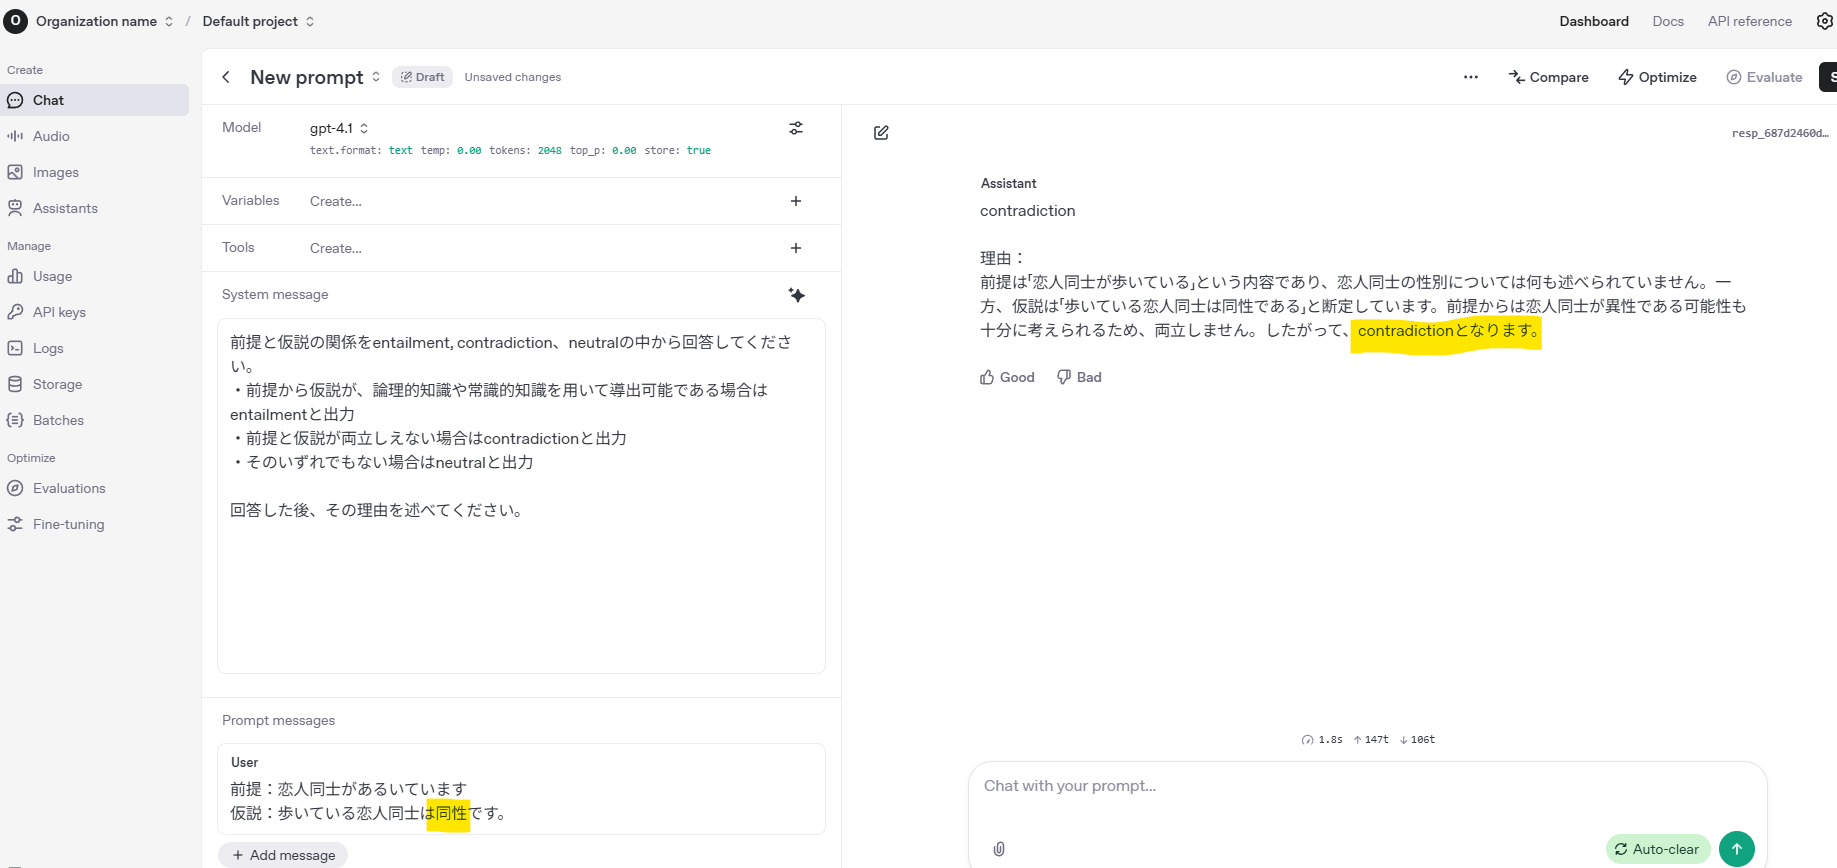 O Organization name / Default project
Dashboard Docs API reference
Create
Chat
Audio
Images
Assistants
Manage
Usage
API keys
Logs
Storage
Batches
Optimize
Evaluations
Fine-tuning
New prompt Draft Unsaved changes
Compare Optimize Evaluate S
Model gpt-4.1
text.format: text temp: 0.00 tokens: 2048 top_p: 0.00 store: true
Variables Create...
Tools Create...
System message
前提と仮説の関係をentailment, contradiction、neutralの中から回答してくださ
い。
・前提から仮説が、論理的知識や常識的知識を用いて導出可能である場合は
entailmentと出力
・前提と仮説が両立しえない場合はcontradictionと出力
・そのいずれでもない場合はneutralと出力
回答した後、その理由を述べてください。
Prompt messages
User
前提：恋人同士があるいています
仮説：歩いている恋人同士は同性です。
+ Add message
resp_687d2460d…
Assistant
contradiction
理由：
前提は「恋人同士が歩いている」という内容であり、恋人同士の性別については何も述べられていません。一
方、仮説は「歩いている恋人同士は同性である」と断定しています。前提からは恋人同士が異性である可能性も
十分に考えられるため、両立しません。したがって、contradictionとなります。
Good Bad
1.8s ↑147t ↓106t
Chat with your prompt...
Auto-clear